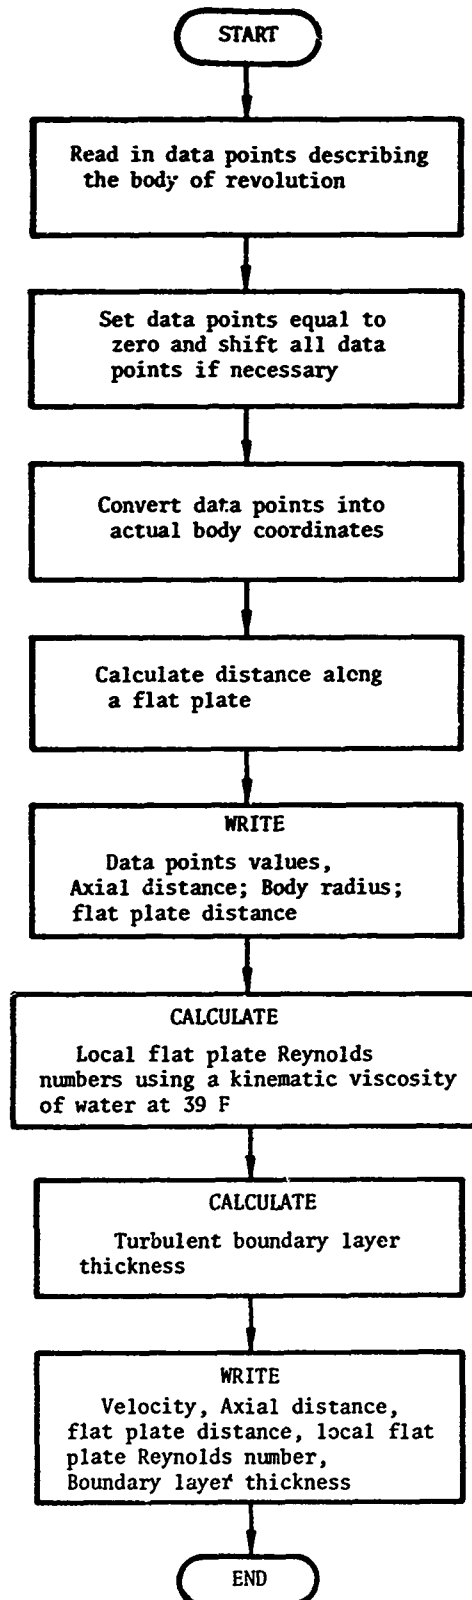 START
Read in data points describing
the body of revolution
Set data points equal to
zero and shift all data
points if necessary
Convert data points into
actual body coordinates
Calculate distance along
a flat plate
WRITE
Data points values,
Axial distance; Body radius;
flat plate distance
CALCULATE
Local flat plate Reynolds
numbers using a kinematic viscosity
of water at 39 F
CALCULATE
Turbulent boundary layer
thickness
WRITE
Velocity, Axial distance,
flat plate distance, local flat
plate Reynolds number,
Boundary layer thickness
END